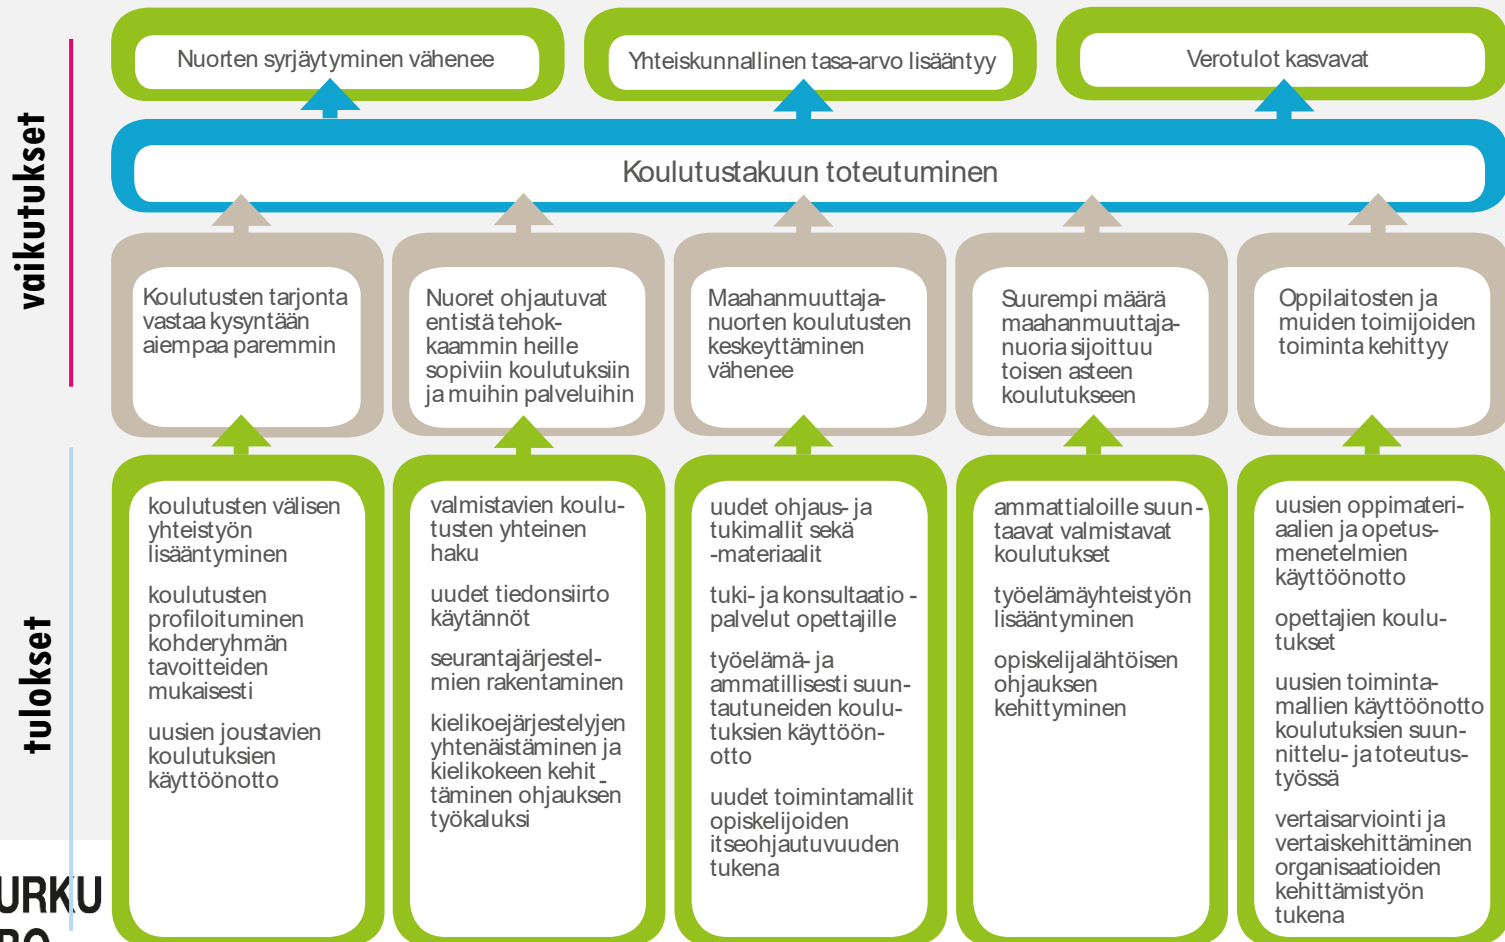 vaikutukset
Nuorten syrjäytyminen vähenee
Yhteiskunnallinen tasa-arvo lisääntyy
Verotulot kasvavat
Koulutustakuun toteutuminen
Koulutusten tarjonta
vastaa kysyntään
aiempaa paremmin
Nuoret ohjautuvat
entistä tehok-
kaammin heille
sopiviin koulutuksiin
ja muihin palveluihin
Maahanmuuttaja-
nuorten koulutusten
keskeyttäminen
vähenee
Suurempi määrä
maahanmuuttaja-
nuoria sijoittuu
toisen asteen
koulutukseen
Oppilaitosten ja
muiden toimijoiden
toiminta kehittyy
tulokset
koulutusten välisen
yhteistyön
lisääntyminen
koulutusten
profiloituminen
kohderyhmän
tavoitteiden
mukaisesti
uusien joustavien
koulutuksien
käyttöönotto
valmistavien koulu-
tusten yhteinen
haku
uudet tiedonsiirto
käytännöt
seurantajärjestel-
mien rakentaminen
kielikoejärjestelyjen
yhtenäistäminen ja
kielikokeen kehit-
täminen ohjauksen
työkaluksi
uudet ohjaus- ja
tukimallit sekä
-materiaalit
tuki- ja konsultaatio-
palvelut opettajille
työelämä- ja
ammatillisesti suun-
tautuneiden koulu-
tuksien käyttöön-
otto
uudet toimintamallit
opiskelijoiden
itseohjautuvuuden
tukena
ammattialoille suun-
taavat valmistavat
koulutukset
työelämäyhteistyön
lisääntyminen
opiskelijalähtöisen
ohjauksen
kehittyminen
uusien oppimateri-
aalien ja opetus-
menetelmien
käyttöönotto
opettajien koulu-
tukset
uusien toiminta-
mallien käyttöönotto
koulutuksien suun-
nittelu- ja toteutus-
työssä
vertaisarviointi ja
vertaiskehittäminen
organisaatioiden
kehittämistyön
tukena
URKU